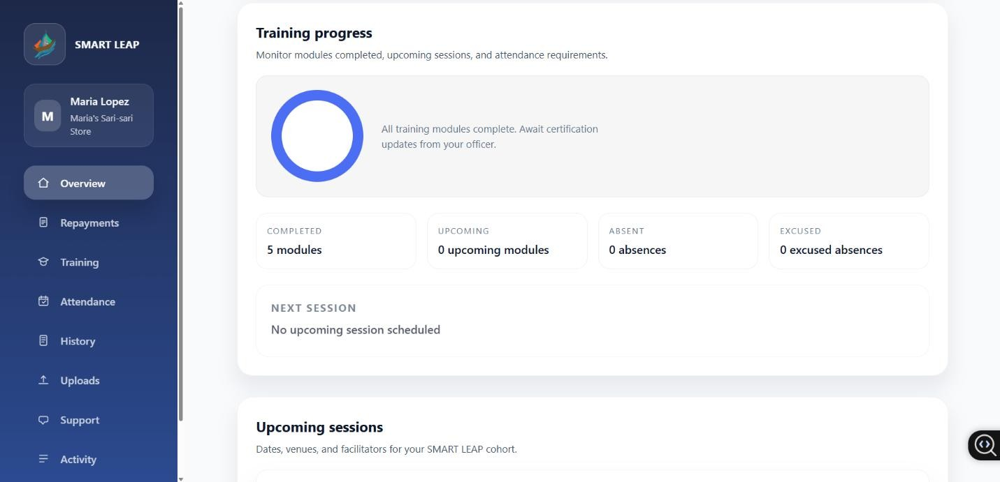 SMART LEAP
M
Maria Lopez
Maria's Sari-sari
Store
Overview
Repayments
Training
Attendance
History
Uploads
Support
Activity
Training progress
Monitor modules completed, upcoming sessions, and attendance requirements.
All training modules complete. Await certification
updates from your officer.
COMPLETED
5 modules
UPCOMING
0 upcoming modules
ABSENT
0 absences
EXCUSED
0 excused absences
NEXT SESSION
No upcoming session scheduled
Upcoming sessions
Dates, venues, and facilitators for your SMART LEAP cohort.